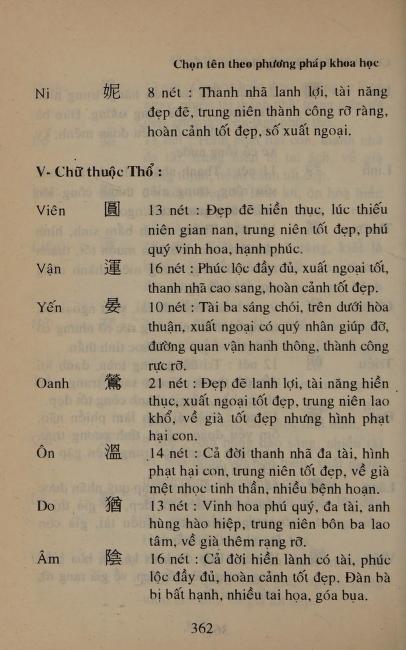 Chọn tên theo phương pháp khoa học
Ni 妮 8 nét : Thanh nhã lanh lợi, tài năng
đẹp đẽ, trung niên thành công rỡ ràng,
hoàn cảnh tốt đẹp, số xuất ngoại.
V- Chữ thuộc Thổ :
Viên 圓 13 nét : Đẹp đẽ hiền thục, lúc thiếu
niên gian nan, trung niên tốt đẹp, phú
quý vinh hoa, hạnh phúc.
Vận 運 16 nét : Phúc lộc đầy đủ, xuất ngoại tốt,
thanh nhã cao sang, hoàn cảnh tốt đẹp.
Yến 晏 10 nét : Tài ba sáng chói, trên dưới hòa
thuận, xuất ngoại có quý nhân giúp đỡ,
đường quan vận hanh thông, thành công
rực rỡ.
Oanh 鶯 21 nét : Đẹp đẽ lanh lợi, tài năng hiền
thục, xuất ngoại tốt đẹp, trung niên lao
khổ, về già tốt đẹp nhưng hình phạt
hại con.
Ôn 溫 14 nét : Cả đời thanh nhã đa tài, hình
phạt hại con, trung niên tốt đẹp, về già
mệt nhọc tinh thần, nhiều bệnh hoạn.
Do 猶 13 nét : Vinh hoa phú quý, đa tài, anh
hùng hào hiệp, trung niên bôn ba lao
tâm, về già thêm rạng rỡ.
Âm 陰 16 nét : Cả đời hiền lành có tài, phúc
lộc đầy đủ, hoàn cảnh tốt đẹp. Đàn bà
bị bất hạnh, nhiều tai họa, góa bụa.
362